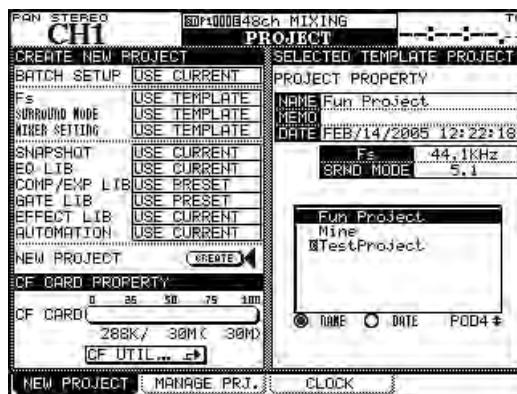 PAN STEREO
CH1
48ch MIXING
PROJECT
--:--:--
CREATE NEW PROJECT
BATCH SETUP USE CURRENT
Fs USE TEMPLATE
SURROUND MODE USE TEMPLATE
MIXER SETTING USE TEMPLATE
SNAPSHOT USE CURRENT
EQ LIB USE CURRENT
COMP/EXP LIB USE PRESET
GATE LIB USE PRESET
EFFECT LIB USE CURRENT
AUTOMATION USE CURRENT
NEW PROJECT CREATE
CF CARD PROPERTY
0 25 50 75 100
CF CARD
288K/ 30M( 30M)
CF UTIL...
SELECTED TEMPLATE PROJECT
PROJECT PROPERTY
NAME Fun Project
MEMO
DATE FEB/14/2005 12:22:18
Fs 44.1KHz
SRND MODE 5.1
Fun Project
Mine
TestProject
NAME DATE POD4
NEW PROJECT MANAGE PRJ. CLOCK